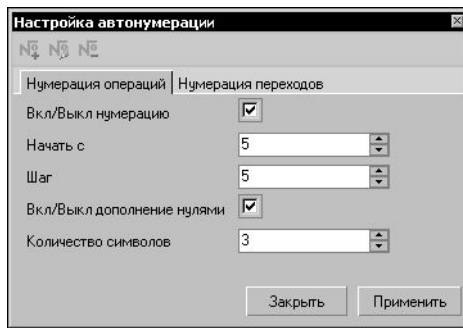 Настройка автонумерации
Нумерация операций Нумерация переходов
Вкл/Выкл нумерацию
Начать с 5
Шаг 5
Вкл/Выкл дополнение нулями
Количество символов 3
Закрыть Применить